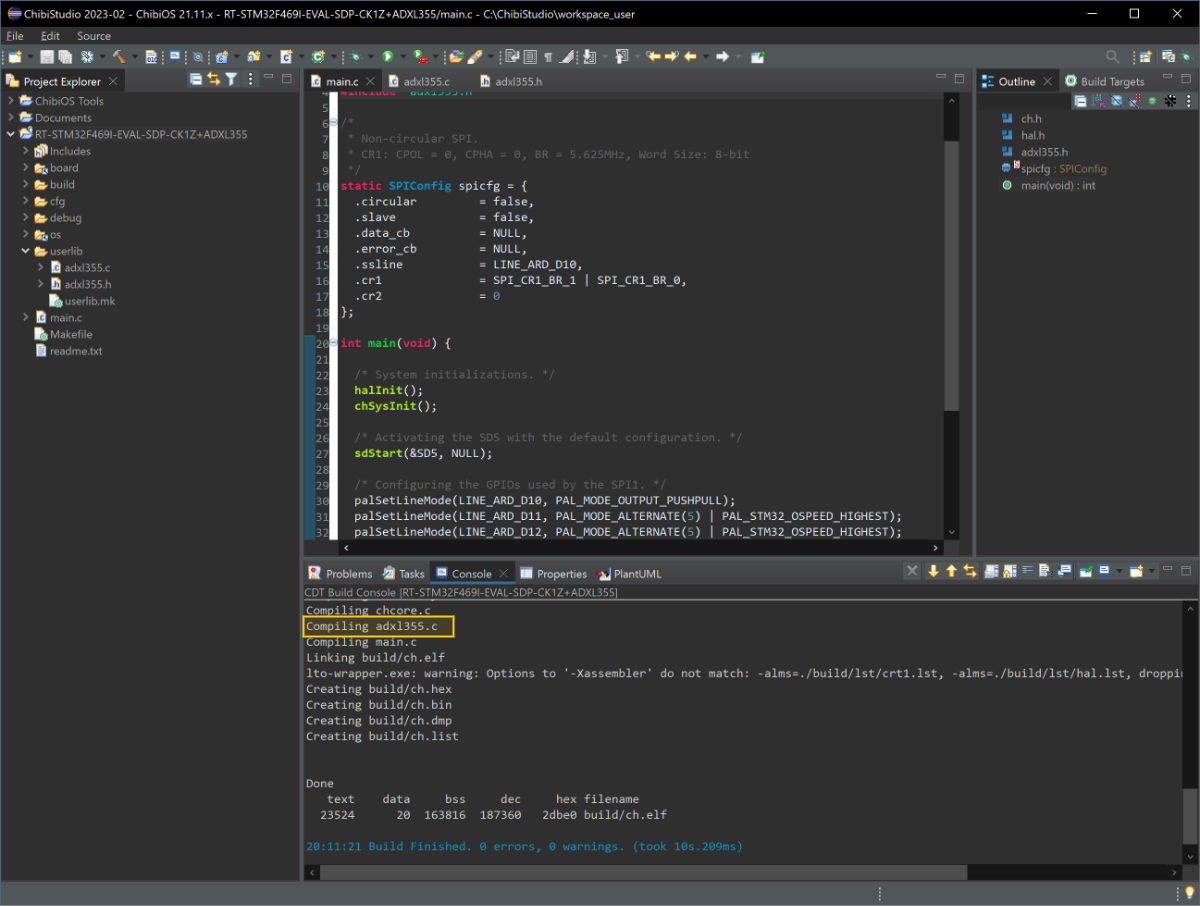 ChibiStudio 2023-02 - ChibiOS 21.11.x - RT-STM32F469I-EVAL-SDP-CK1Z+ADXL355/main.c - C:\ChibiStudio\workspace_user
File Edit Source
Project Explorer
ChibiOS Tools
Documents
RT-STM32F469I-EVAL-SDP-CK1Z+ADXL355
Includes
board
build
cfg
debug
os
userlib
adxl355.c
adxl355.h
userlib.mk
main.c
Makefile
readme.txt
main.c adxl355.c adxl355.h
4 #include "adxl355.h"
5
6 /*
7 * Non-circular SPI.
8 * CR1: CPOL = 0, CPHA = 0, BR = 5.625MHz, Word Size: 8-bit
9 */
10 static SPIConfig spicfg = {
11 .circular = false,
12 .slave = false,
13 .data_cb = NULL,
14 .error_cb = NULL,
15 .ssline = LINE_ARD_D10,
16 .cr1 = SPI_CR1_BR_1 | SPI_CR1_BR_0,
17 .cr2 = 0
18 };
19
20 int main(void) {
21
22 /* System initializations. */
23 halInit();
24 chSysInit();
25
26 /* Activating the SD5 with the default configuration. */
27 sdStart(&SD5, NULL);
28
29 /* Configuring the GPIOs used by the SPI1. */
30 palSetLineMode(LINE_ARD_D10, PAL_MODE_OUTPUT_PUSHPULL);
31 palSetLineMode(LINE_ARD_D11, PAL_MODE_ALTERNATE(5) | PAL_STM32_OSPEED_HIGHEST);
32 palSetLineMode(LINE_ARD_D12, PAL_MODE_ALTERNATE(5) | PAL_STM32_OSPEED_HIGHEST);
Outline Build Targets
ch.h
hal.h
adxl355.h
spicfg : SPIConfig
main(void) : int
Problems Tasks Console Properties PlantUML
CDT Build Console [RT-STM32F469I-EVAL-SDP-CK1Z+ADXL355]
Compiling chcore.c
Compiling adxl355.c
Compiling main.c
Linking build/ch.elf
lto-wrapper.exe: warning: Options to '-Xassembler' do not match: -alms=./build/lst/crt1.lst, -alms=./build/lst/hal.lst, droppin
Creating build/ch.hex
Creating build/ch.bin
Creating build/ch.dmp
Creating build/ch.list
Done
text data bss dec hex filename
23524 20 163816 187360 2dbe0 build/ch.elf
20:11:21 Build Finished. 0 errors, 0 warnings. (took 10s.209ms)